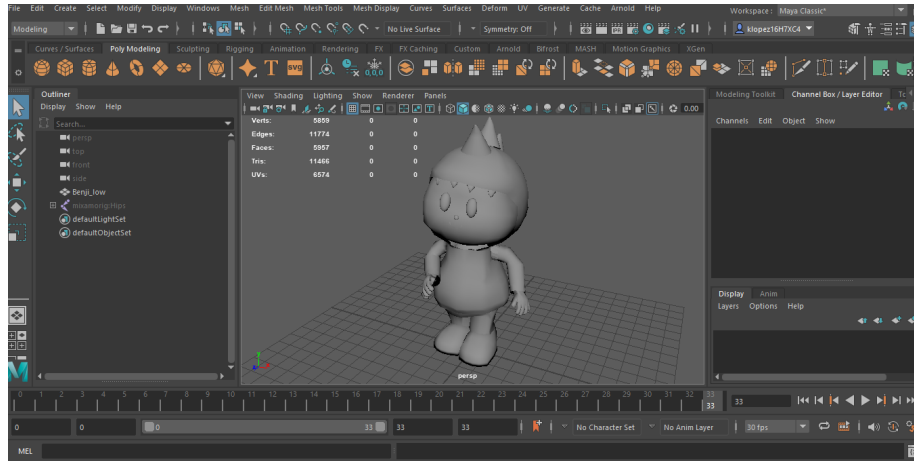 File Edit Create Select Modify Display Windows Mesh Edit Mesh Mesh Tools Mesh Display Curves Surfaces Deform UV Generate Cache Arnold Help Workspace : Maya Classic*
Modeling No Live Surface Symmetry: Off klopez16H7XC4
Curves / Surfaces Poly Modeling Sculpting Rigging Animation Rendering FX FX Caching Custom Arnold Bifrost MASH Motion Graphics XGen
T SVG 0,0,0
Outliner
Display Show Help
Search...
persp
top
front
side
Benji_low
mixamorig:Hips
defaultLightSet
defaultObjectSet
View Shading Lighting Show Renderer Panels
0.00
Verts: 5859 0 0
Edges: 11774 0 0
Faces: 5957 0 0
Tris: 11466 0 0
UVs: 6574 0 0
y
x
persp
Modeling Toolkit Channel Box / Layer Editor
Channels Edit Object Show
Display Anim
Layers Options Help
0 1 2 3 4 5 6 7 8 9 10 11 12 13 14 15 16 17 18 19 20 21 22 23 24 25 26 27 28 29 30 31 32 33
33 33
0 0 0 33 33 33 No Character Set No Anim Layer 30 fps
MEL